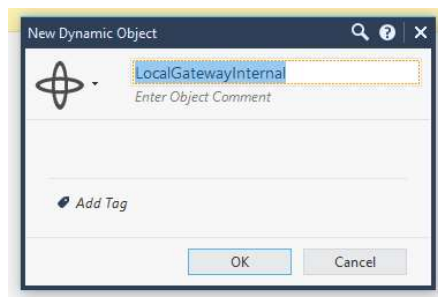 New Dynamic Object
LocalGatewayInternal
Enter Object Comment
Add Tag
OK
Cancel